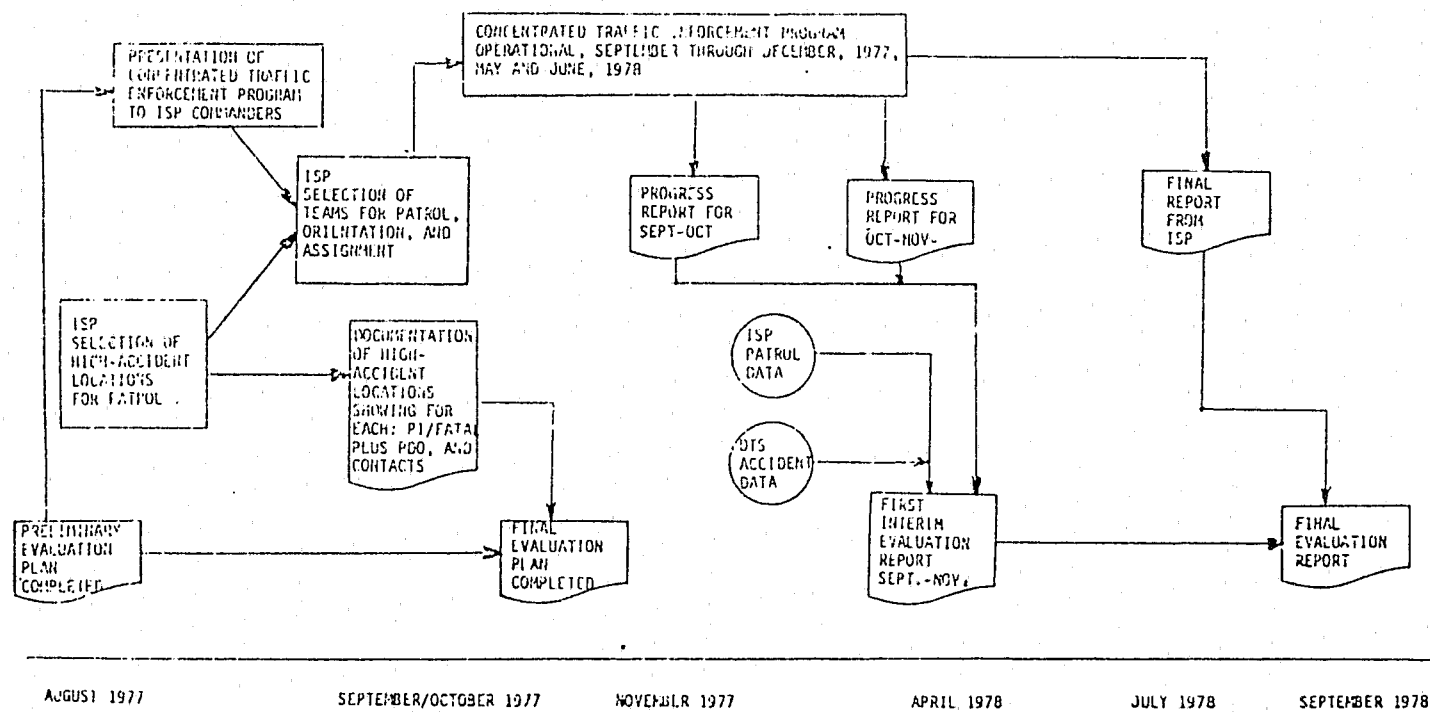 PRESENTATION OF
CONCENTRATED TRAFFIC
ENFORCEMENT PROGRAM
TO ISP COMMANDERS
CONCENTRATED TRAFFIC ENFORCEMENT PROGRAM
OPERATIONAL, SEPTEMBER THROUGH DECEMBER, 1977,
MAY AND JUNE, 1978
ISP
SELECTION OF
TEAMS FOR PATROL,
ORIENTATION, AND
ASSIGNMENT
PROGRESS
REPORT FOR
SEPT-OCT
PROGRESS
REPORT FOR
OCT-NOV-
FINAL
REPORT
FROM
ISP
ISP
SELECTION OF
HIGH-ACCIDENT
LOCATIONS
FOR PATROL
DOCUMENTATION
OF HIGH-
ACCIDENT
LOCATIONS
SHOWING FOR
EACH: PI/FATAL
PLUS PDO, AND
CONTACTS
ISP
PATROL
DATA
DTS
ACCIDENT
DATA
PRELIMINARY
EVALUATION
PLAN
COMPLETED
FINAL
EVALUATION
PLAN
COMPLETED
FIRST
INTERIM
EVALUATION
REPORT
SEPT.-NOV.
FINAL
EVALUATION
REPORT
AUGUST 1977
SEPTEMBER/OCTOBER 1977
NOVEMBER 1977
APRIL 1978
JULY 1978
SEPTEMBER 1978